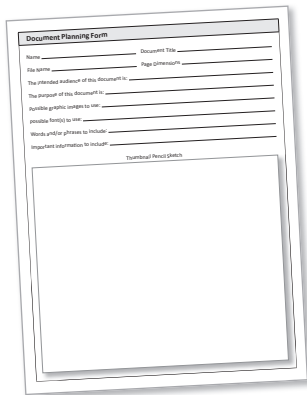 Document Planning Form
Name Document Title
File Name Page Dimensions
The intended audience of this document is:
The purpose of this document is:
Possible graphic images to use:
possible font(s) to use:
Words and/or phrases to include:
Important information to include:
Thumbnail Pencil Sketch